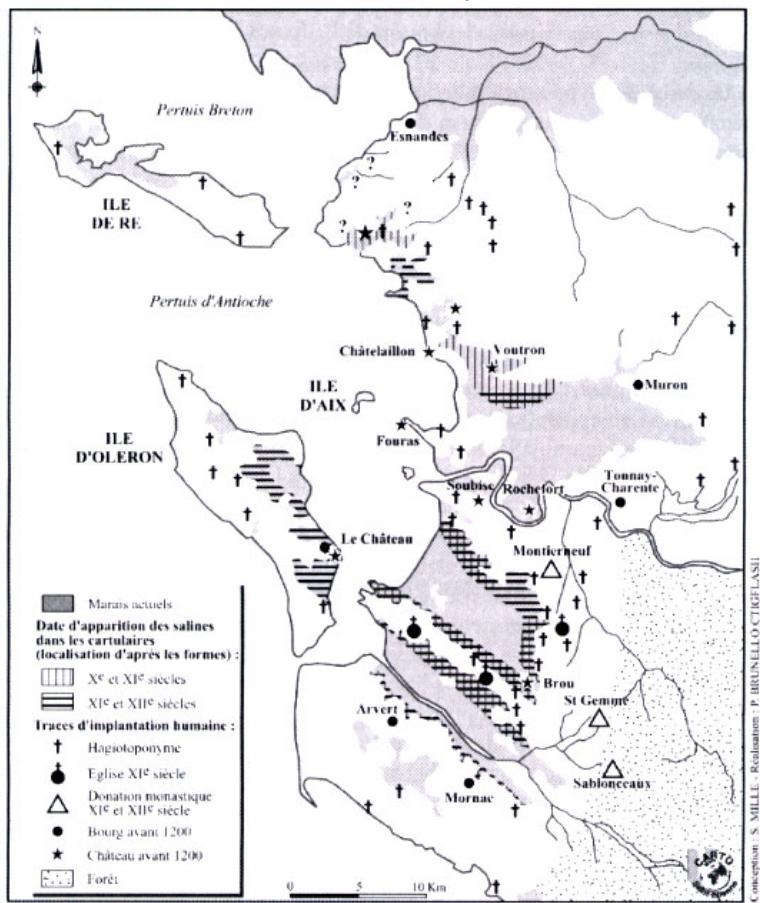 N
Pertuis Breton
Esnandes
?
?
?
?
ILE
DE RE
Pertuis d'Antioche
Châtelaillon
Voutron
ILE
D'AIX
Muron
ILE
D'OLERON
Fouras
Soubise
Rochefort
Tonnay-
Charente
Le Château
Montierneuf
Brou
Arvert
St Gemme
Sablonceaux
Mornac
Marais actuels
Date d'apparition des salines
dans les cartulaires
(localisation d'après les formes) :
Xe et XIe siècles
XIe et XIIe siècles
Traces d'implantation humaine :
Hagiotoponyme
Eglise XIe siècle
Donation monastique
XIe et XIIe siècle
Bourg avant 1200
Château avant 1200
Forêt
0 5 10 Km
CARTO
Conception : S. MILLE - Réalisation : P. BRUNELLO CTIGFLASH